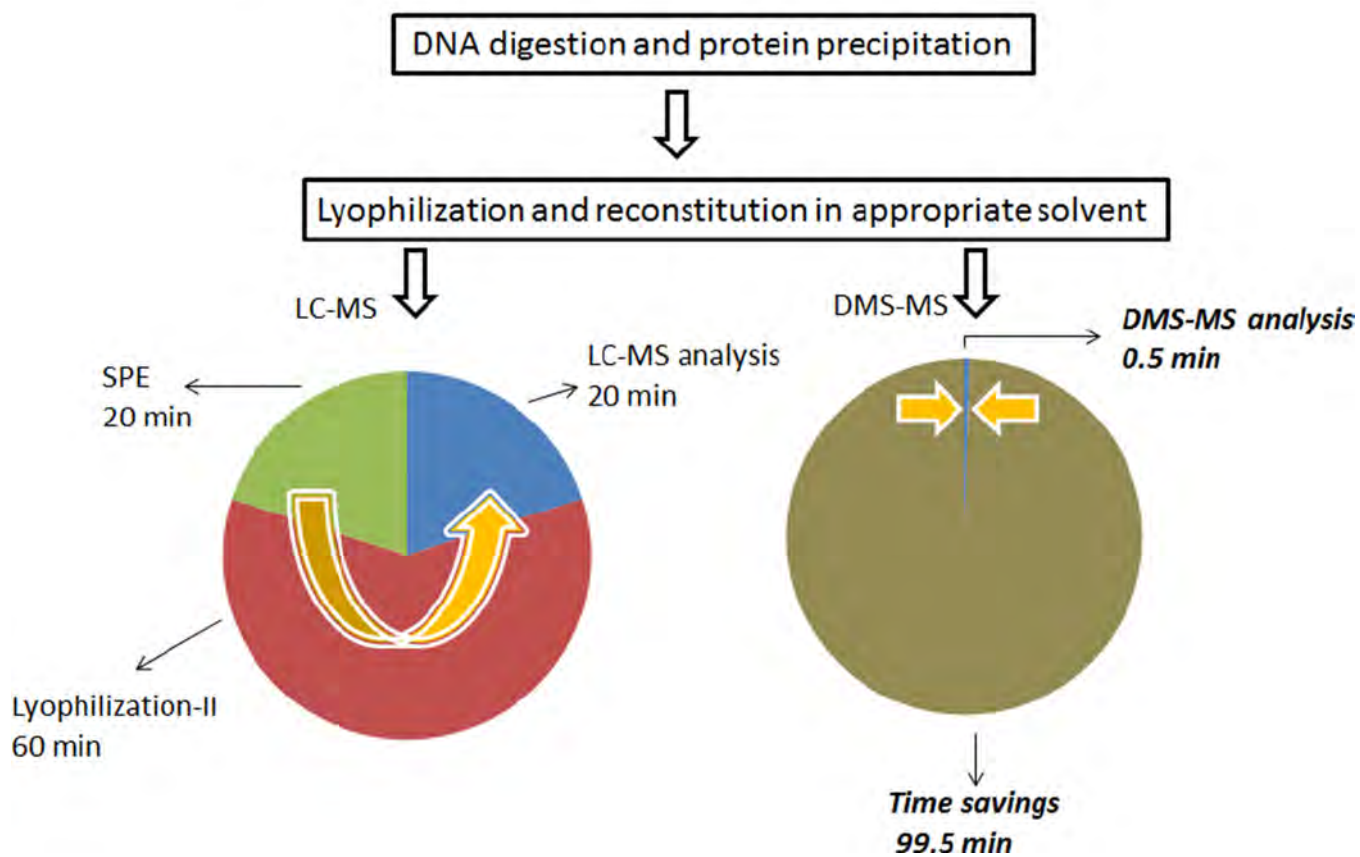 DNA digestion and protein precipitation
Lyophilization and reconstitution in appropriate solvent
LC-MS
SPE
20 min
LC-MS analysis
20 min
Lyophilization-II
60 min
DMS-MS
DMS-MS analysis
0.5 min
Time savings
99.5 min